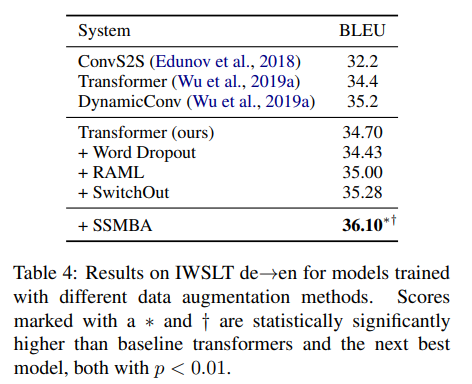 System BLEU
ConvS2S (Edunov et al., 2018) 32.2
Transformer (Wu et al., 2019a) 34.4
DynamicConv (Wu et al., 2019a) 35.2
Transformer (ours) 34.70
+ Word Dropout 34.43
+ RAML 35.00
+ SwitchOut 35.28
+ SSMBA 36.10*†
Table 4: Results on IWSLT de→en for models trained
with different data augmentation methods. Scores
marked with a ∗ and † are statistically significantly
higher than baseline transformers and the next best
model, both with p < 0.01.